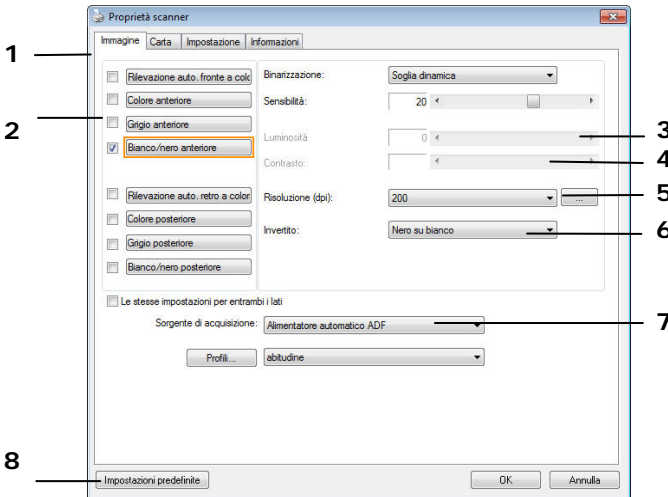 Proprietà scanner
Immagine Carta Impostazione Informazioni
1
Rilevazione auto. fronte a colo Binarizzazione: Soglia dinamica
Colore anteriore Sensibilità: 20
2 Grigio anteriore Luminosità 0 3
Bianco/nero anteriore Contrasto: 4
Rilevazione auto. retro a color Risoluzione (dpi): 200 ... 5
Colore posteriore Invertito: Nero su bianco 6
Grigio posteriore
Bianco/nero posteriore
Le stesse impostazioni per entrambi i lati
Sorgente di acquisizione: Alimentatore automatico ADF 7
Profili... abitudine
8
Impostazioni predefinite OK Annulla